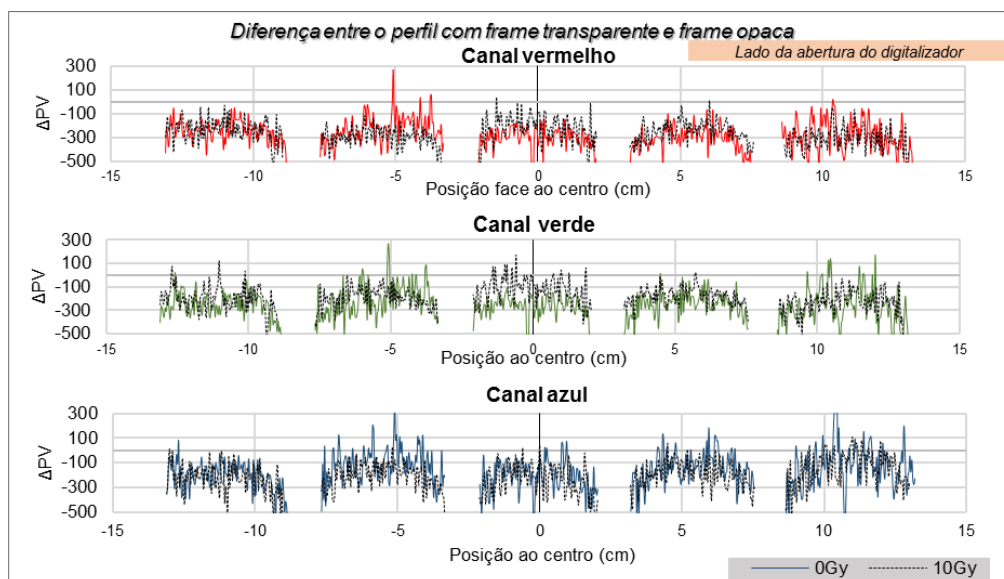 Diferença entre o perfil com frame transparente e frame opaca
Canal vermelho
Lado da abertura do digitalizador
300
100
-100
-300
-500
ΔPV
-15 -10 -5 0 5 10 15
Posição face ao centro (cm)
Canal verde
300
100
-100
-300
-500
ΔPV
-15 -10 -5 0 5 10 15
Posição ao centro (cm)
Canal azul
300
100
-100
-300
-500
ΔPV
-15 -10 -5 0 5 10 15
Posição ao centro (cm)
0Gy 10Gy